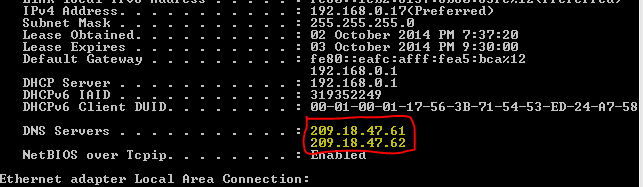 IPv4 Address. . . . . . . . . . . : 192.168.0.17(Preferred)
Subnet Mask . . . . . . . . . . . : 255.255.255.0
Lease Obtained. . . . . . . . . . : 02 October 2014 PM 7:37:20
Lease Expires . . . . . . . . . . : 03 October 2014 PM 9:30:00
Default Gateway . . . . . . . . . : fe80::eafc:afff:fea5:bca%12
192.168.0.1
DHCP Server . . . . . . . . . . . : 192.168.0.1
DHCPv6 IAID . . . . . . . . . . . : 319352249
DHCPv6 Client DUID. . . . . . . . : 00-01-00-01-17-56-3B-71-54-53-ED-24-A7-58
DNS Servers . . . . . . . . . . . : 209.18.47.61
209.18.47.62
NetBIOS over Tcpip. . . . . . . . : Enabled
Ethernet adapter Local Area Connection: